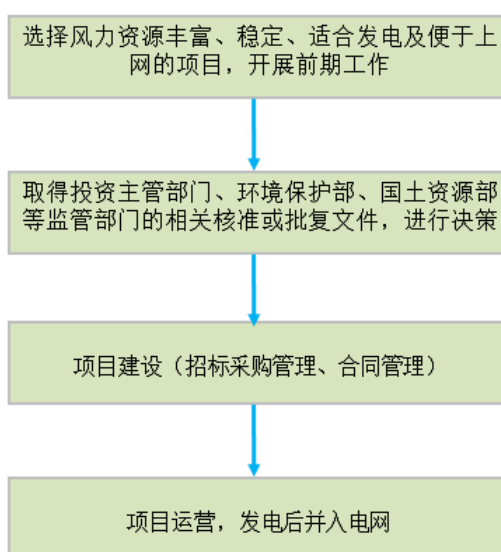 选择风力资源丰富、稳定、适合发电及便于上
网的项目，开展前期工作
取得投资主管部门、环境保护部、国土资源部
等监管部门的相关核准或批复文件，进行决策
项目建设（招标采购管理、合同管理）
项目运营，发电后并入电网